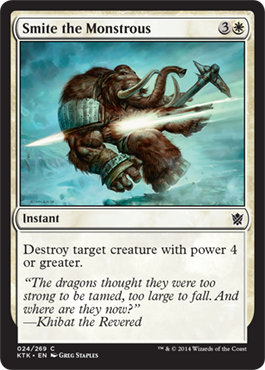 Smite the Monstrous 3
Instant
Destroy target creature with power 4
or greater.
"The dragons thought they were too
strong to be tamed, too large to fall. And
where are they now?"
—Khibat the Revered
024/269 C
KTK • EN Greg Staples
™ & © 2014 Wizards of the Coast